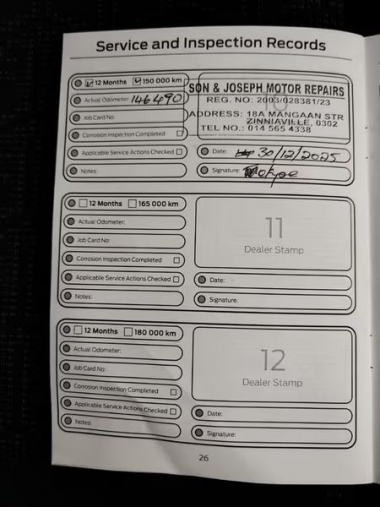 Service and Inspection Records
12 Months 150 000 km
Actual Odometer: 146490
Job Card No:
Corrosion Inspection Completed
Applicable Service Actions Checked
Notes:
10
SON & JOSEPH MOTOR REPAIRS
REG. NO: 2003/028381/23
ADDRESS: 18A MANGAAN STR
ZINNIAVILLE, 0302
TEL NO.: 014 565 4338
Date: 30/12/2025
Signature:
12 Months 165 000 km
Actual Odometer:
Job Card No:
Corrosion Inspection Completed
Applicable Service Actions Checked
Notes:
11
Dealer Stamp
Date:
Signature:
12 Months 180 000 km
Actual Odometer:
Job Card No:
Corrosion Inspection Completed
Applicable Service Actions Checked
Notes:
12
Dealer Stamp
Date:
Signature:
26